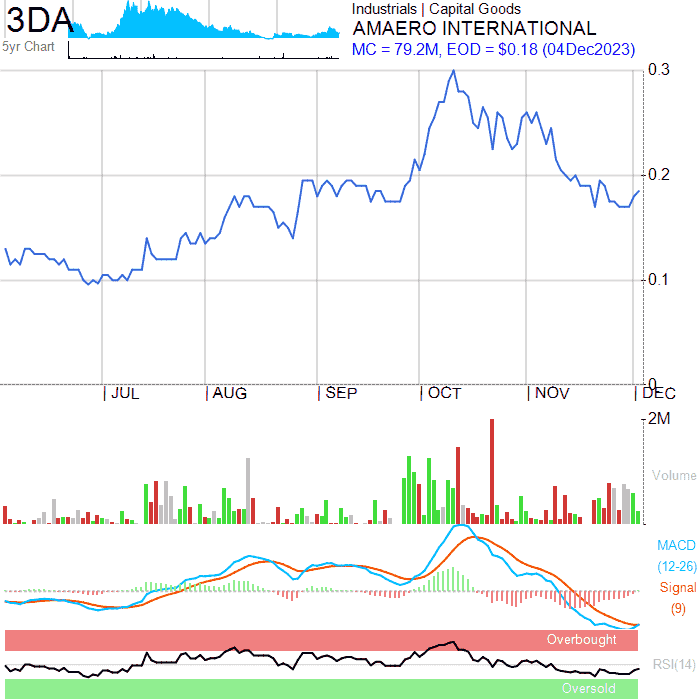 3DA
5yr Chart
Industrials | Capital Goods
AMAERO INTERNATIONAL
MC = 79.2M, EOD = $0.18 (04Dec2023)
0.3
0.2
0.1
0
JUL AUG SEP OCT NOV DEC
2M
Volume
MACD
(12-26)
Signal
(9)
Overbought
RSI(14)
Oversold